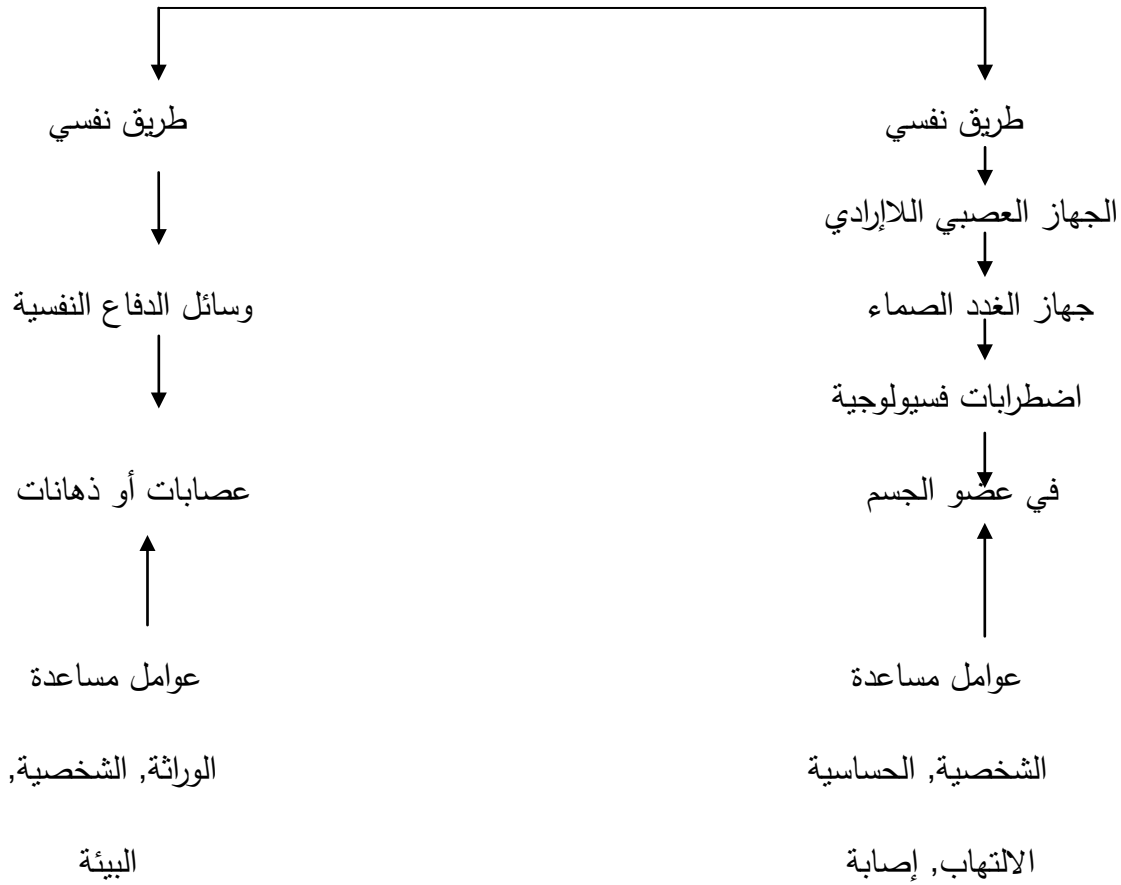 طريق نفسي
الجهاز العصبي اللاإرادي
جهاز الغدد الصماء
اضطرابات فسيولوجية
في عضو الجسم
عوامل مساعدة
الشخصية, الحساسية
الالتهاب, إصابة
طريق نفسي
وسائل الدفاع النفسية
عصابات أو ذهانات
عوامل مساعدة
الوراثة, الشخصية,
البيئة